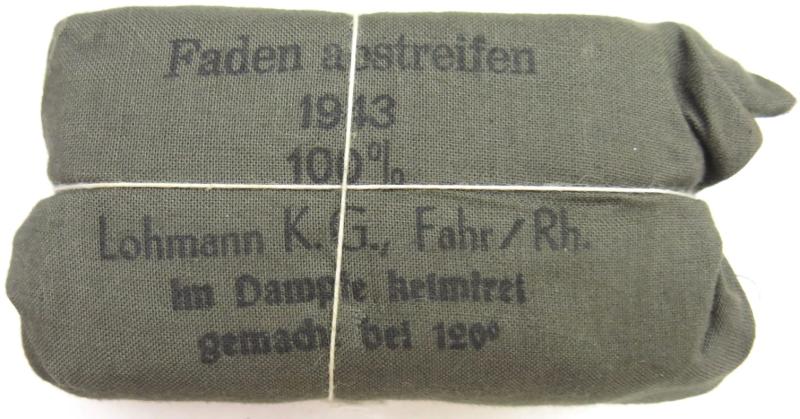 Faden abstreifen
1943
100%
Lohmann K.G., Fahr/Rh.
Im Dampfe keimfrei
gemacht bei 120°